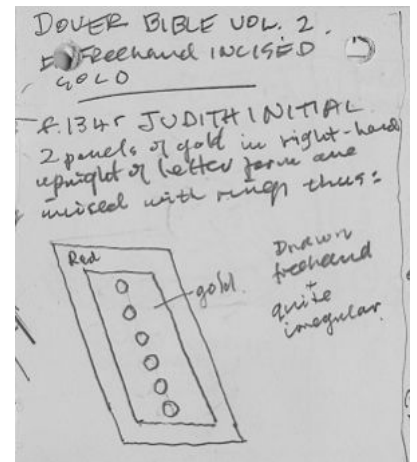 DOVER BIBLE VOL. 2.
Freehand INCISED
GOLD
f.134r JUDITH INITIAL
2 panels of gold in right-hand
upright of letter form are
incised with rings thus:
Red
gold
Drawn
freehand
+
quite
irregular.